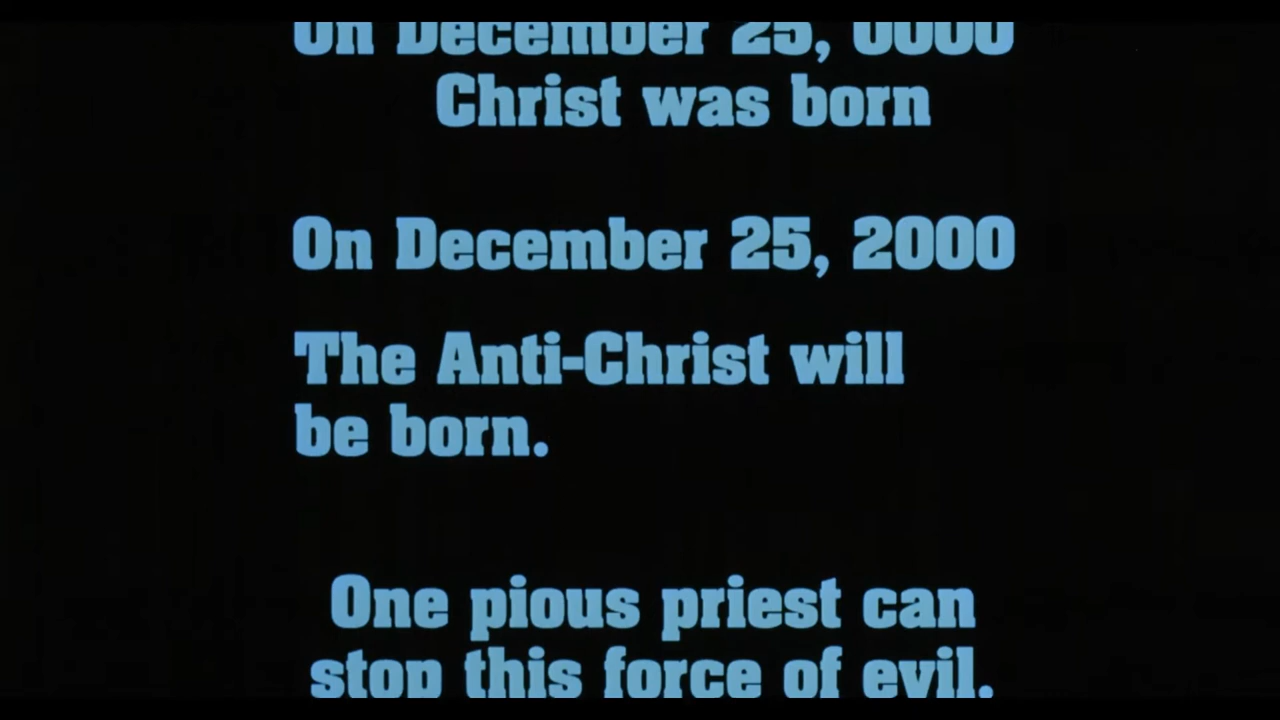 On December 25, 0000
Christ was born
On December 25, 2000
The Anti-Christ will
be born.
One pious priest can
stop this force of evil.